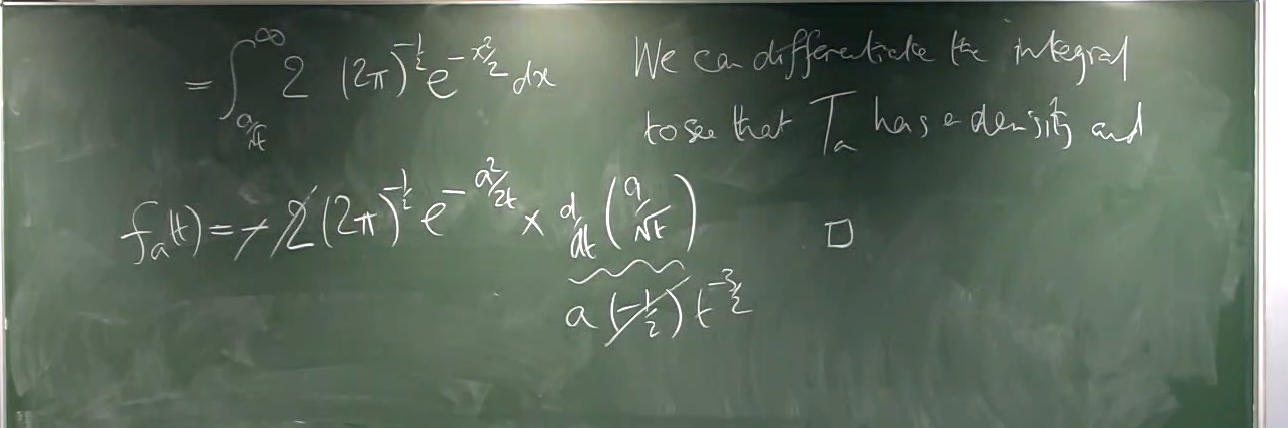 = ∫_{a/√t}^∞ 2 (2π)^{-1/2} e^{-x²/2} dx
We can differentiate the integral
to see that T_a has a density and
f_a(t) = - 2 (2π)^{-1/2} e^{-a²/2t} × d/dt (a/√t) □
a (-1/2) t^{-3/2}